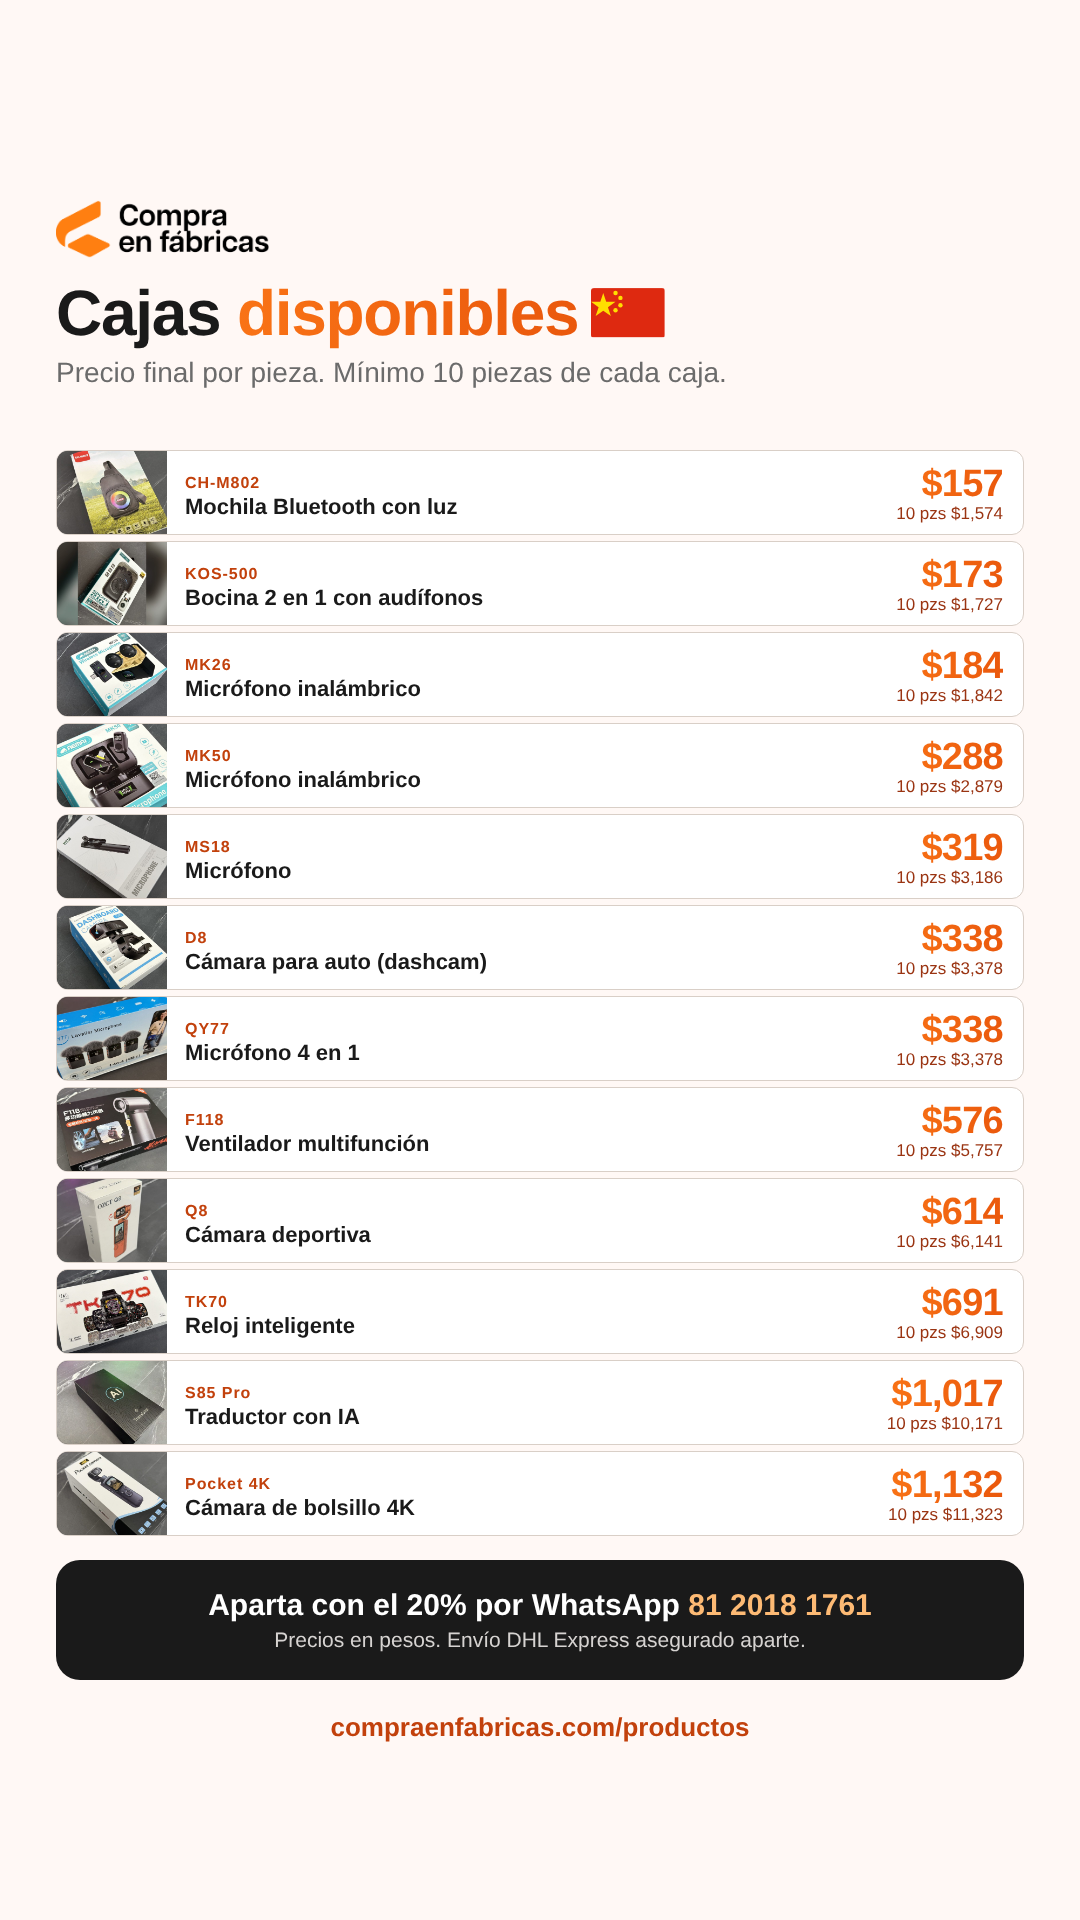 Compra
en fábricas
Cajas disponibles
Precio final por pieza. Mínimo 10 piezas de cada caja.
CH-M802
Mochila Bluetooth con luz
$157
10 pzs $1,574
KOS-500
Bocina 2 en 1 con audífonos
$173
10 pzs $1,727
MK26
Micrófono inalámbrico
$184
10 pzs $1,842
MK50
Micrófono inalámbrico
$288
10 pzs $2,879
MICROPHONE
MS18
Micrófono
$319
10 pzs $3,186
DASHBOARD
D8
Cámara para auto (dashcam)
$338
10 pzs $3,378
Lavalier Microphone
QY77
Micrófono 4 en 1
$338
10 pzs $3,378
F118
F118
Ventilador multifunción
$576
10 pzs $5,757
Q8
Cámara deportiva
$614
10 pzs $6,141
TK70
TK70
Reloj inteligente
$691
10 pzs $6,909
AI
S85 Pro
Traductor con IA
$1,017
10 pzs $10,171
Pocket 4K
Cámara de bolsillo 4K
$1,132
10 pzs $11,323
Aparta con el 20% por WhatsApp 81 2018 1761
Precios en pesos. Envío DHL Express asegurado aparte.
compraenfabricas.com/productos